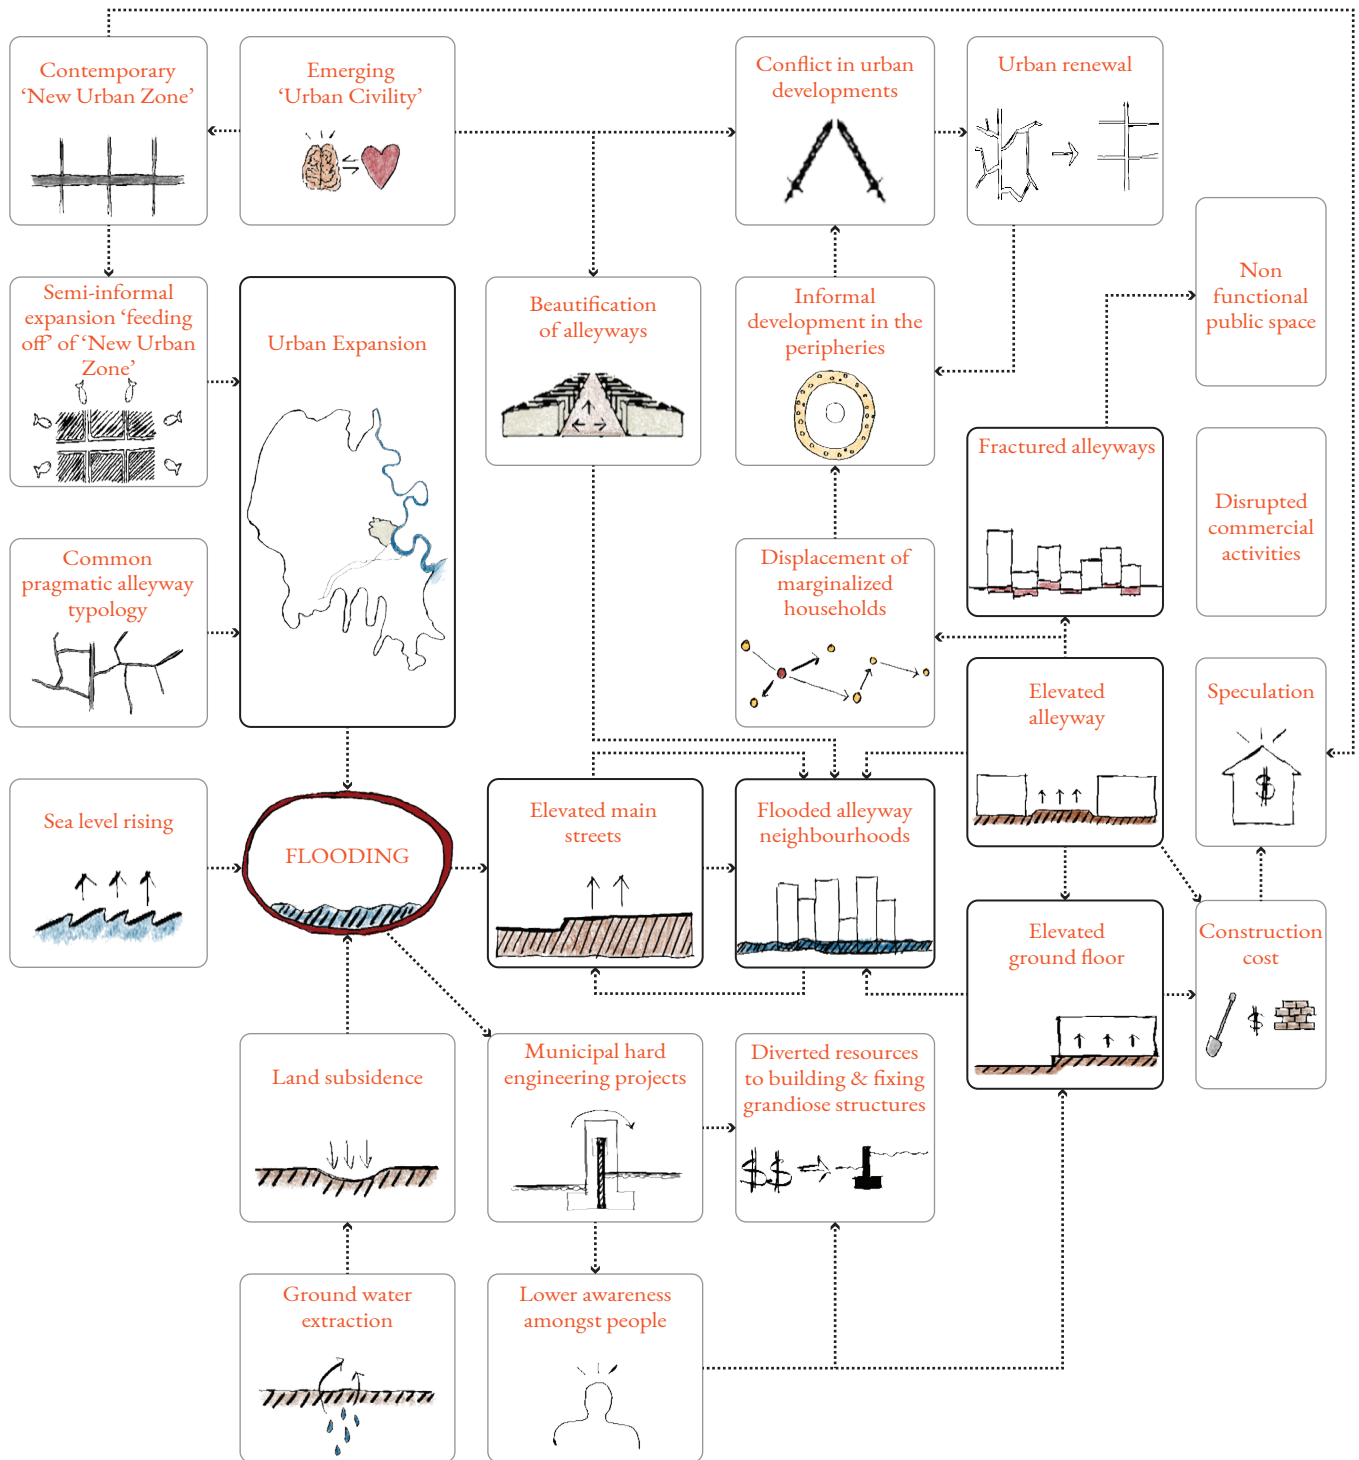 Contemporary
‘New Urban Zone’
Emerging
‘Urban Civility’
Conflict in urban
developments
Urban renewal
Semi-informal
expansion ‘feeding
off’ of ‘New Urban
Zone’
Urban Expansion
Beautification
of alleyways
Informal
development in the
peripheries
Non
functional
public space
Fractured alleyways
Disrupted
commercial
activities
Common
pragmatic alleyway
typology
Displacement of
marginalized
households
Elevated
alleyway
Speculation
$
Sea level rising
FLOODING
Elevated main
streets
Flooded alleyway
neighbourhoods
Elevated
ground floor
Construction
cost
$
Land subsidence
Municipal hard
engineering projects
Diverted resources
to building & fixing
grandiose structures
$$
Ground water
extraction
Lower awareness
amongst people